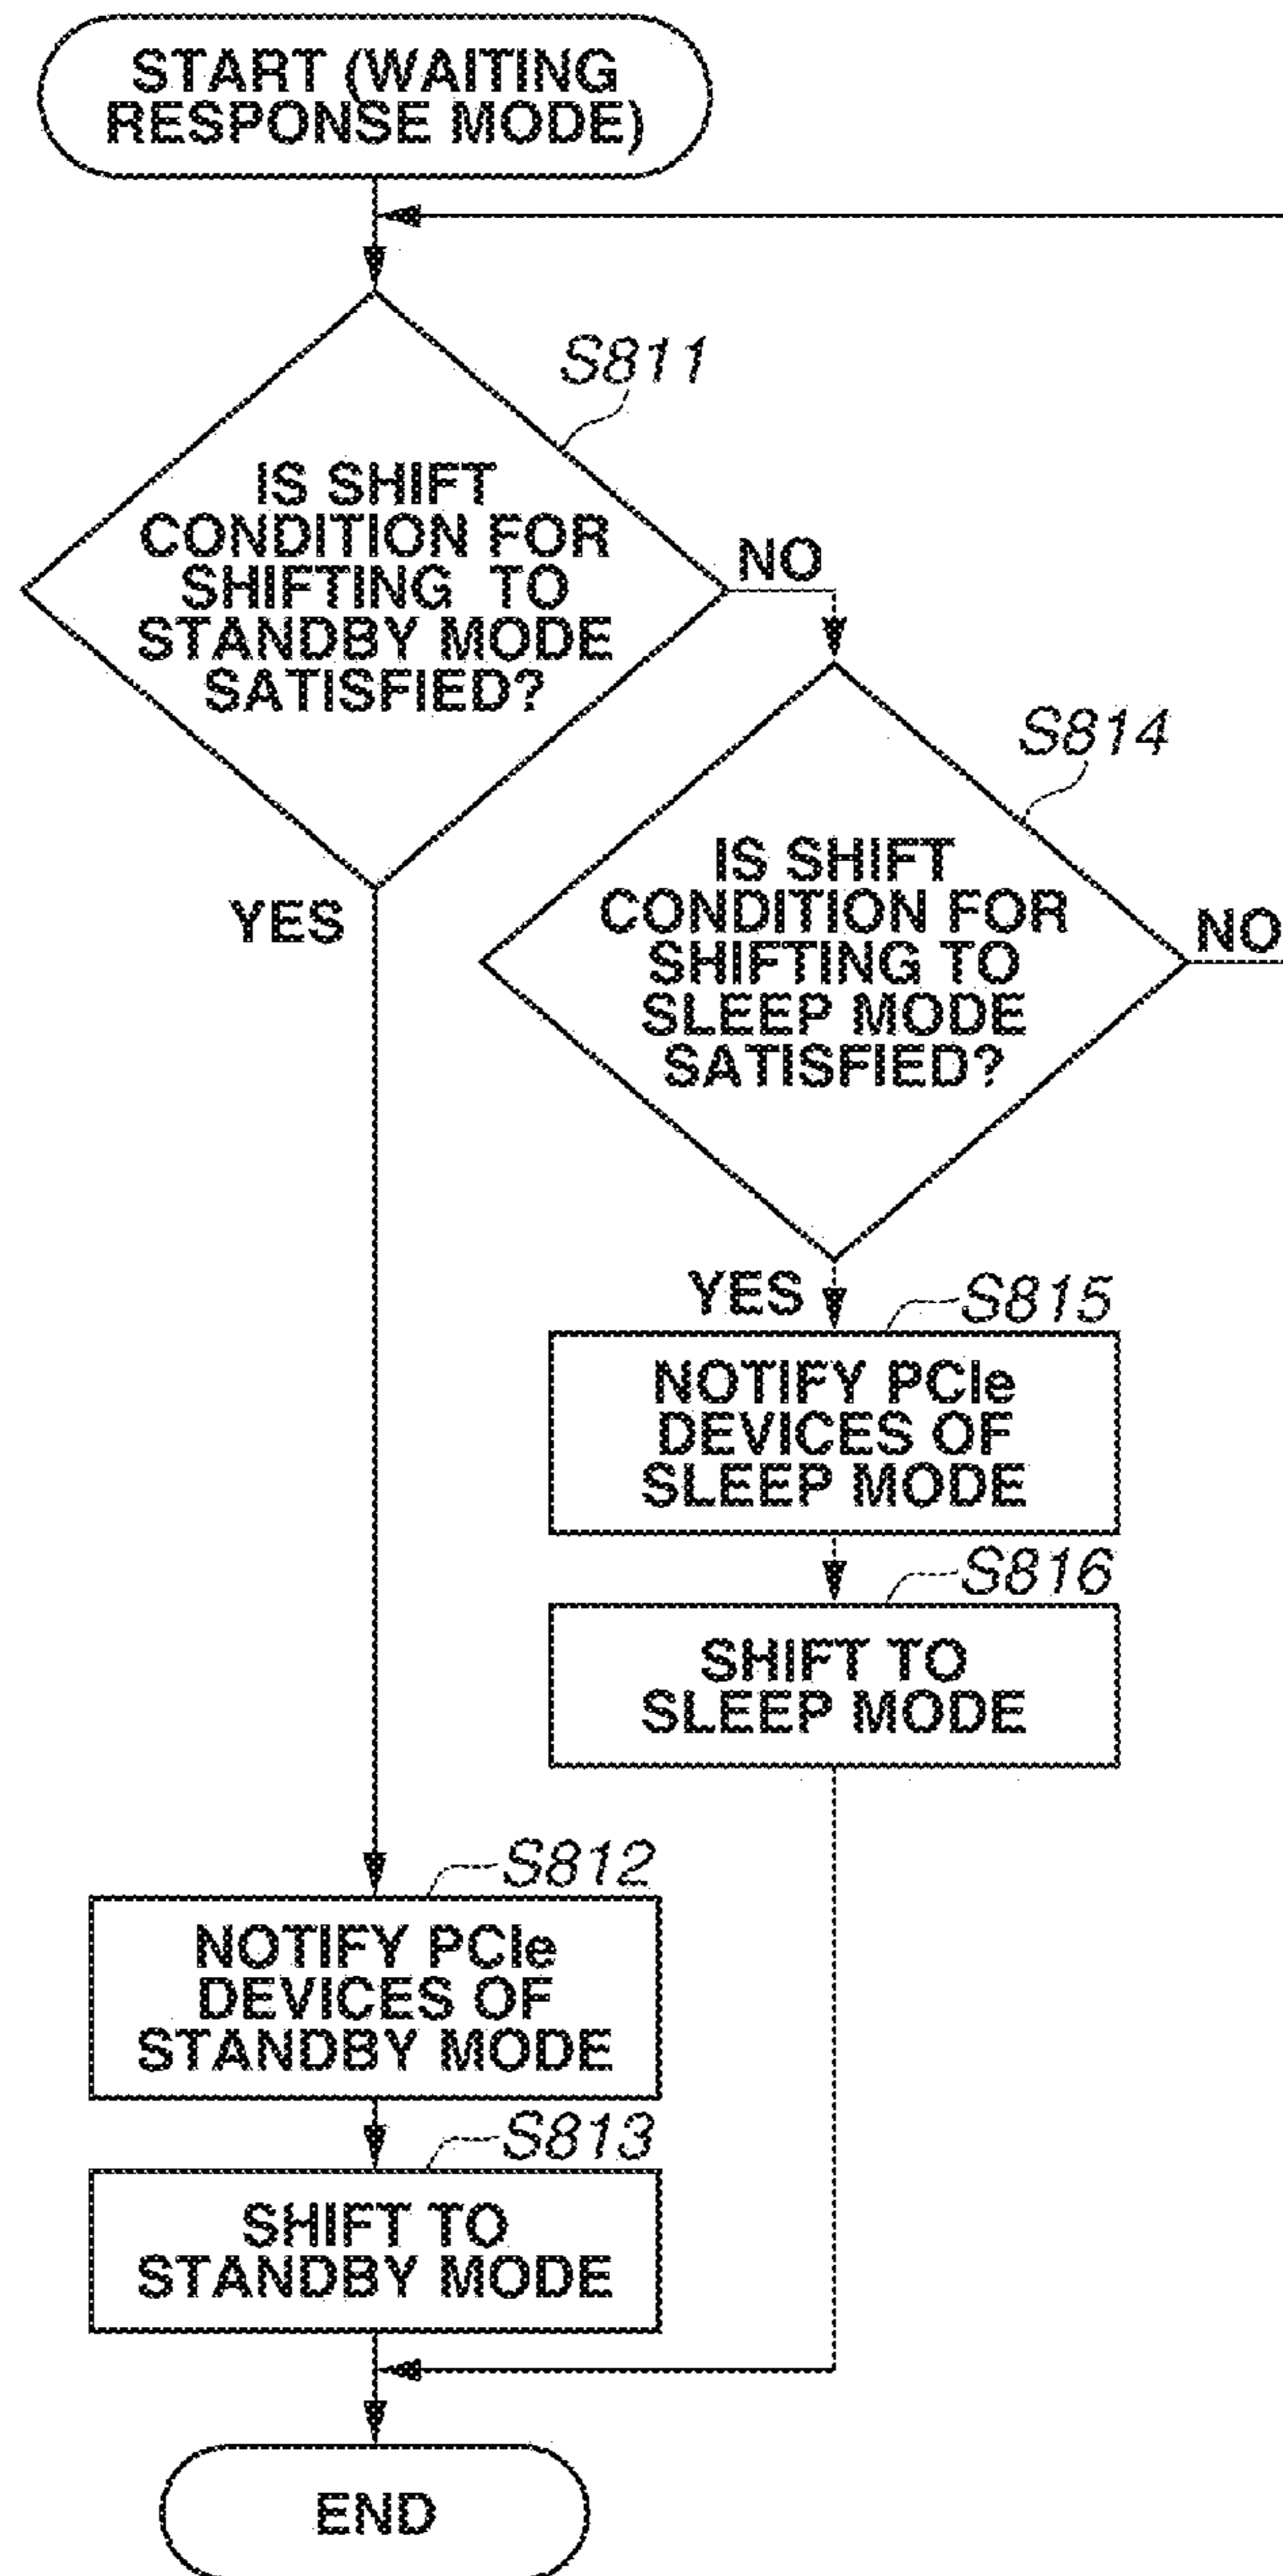 START (WAITING
RESPONSE MODE)
S811
IS SHIFT
CONDITION FOR
SHIFTING TO
STANDBY MODE
SATISFIED?
NO
YES
S814
IS SHIFT
CONDITION FOR
SHIFTING TO
SLEEP MODE
SATISFIED?
NO
YES
S815
NOTIFY PCIe
DEVICES OF
SLEEP MODE
S816
SHIFT TO
SLEEP MODE
S812
NOTIFY PCIe
DEVICES OF
STANDBY MODE
S813
SHIFT TO
STANDBY MODE
END